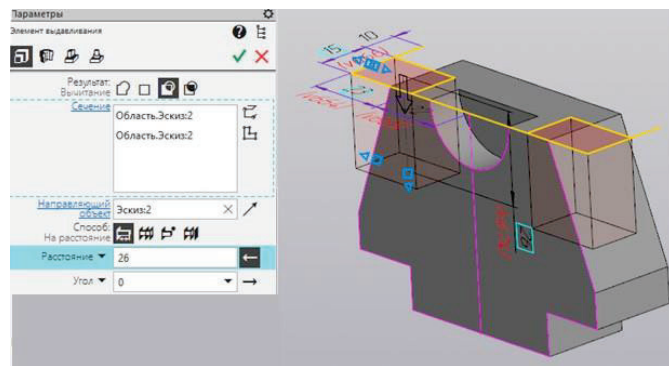 Параметры
Элемент выдавливания
Результат:
Вычитание
Сечение
Область.Эскиз:2
Область.Эскиз:2
Направляющий
объект
Эскиз:2
Способ:
На расстояние
Расстояние
26
Угол
0
15
10